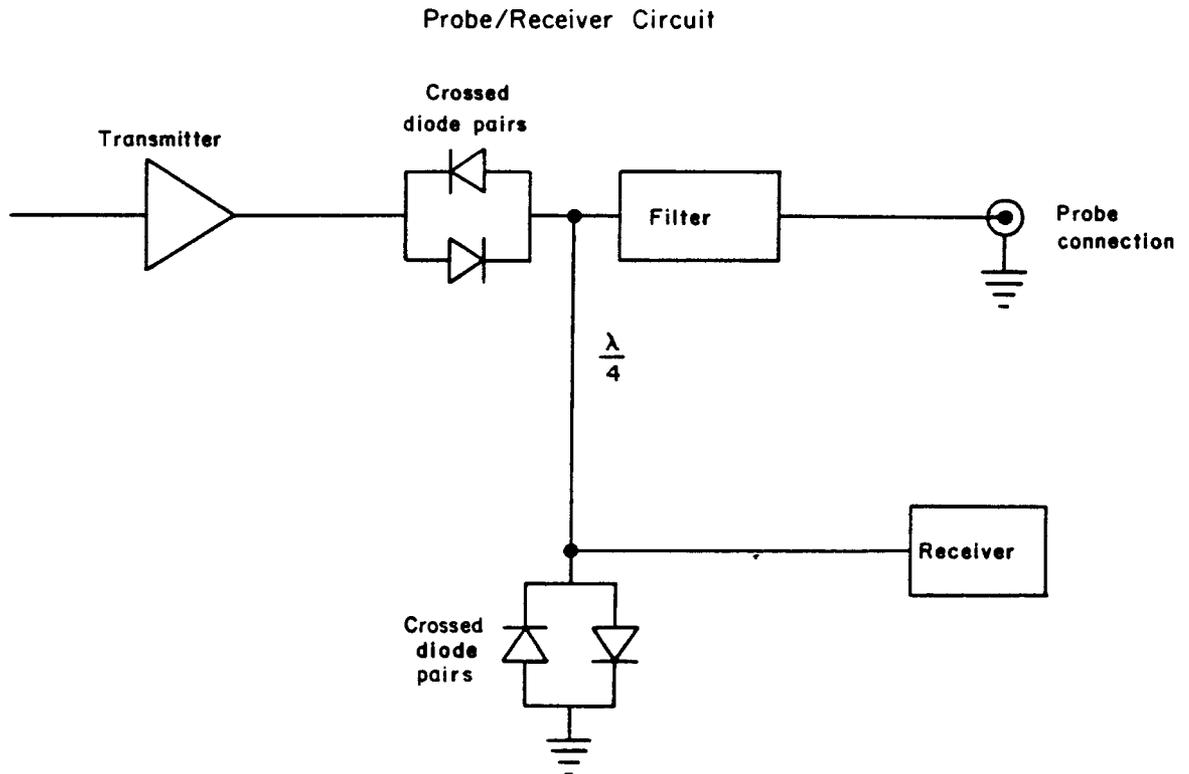 Probe/Receiver Circuit
Crossed
diode pairs
Transmitter
Filter
Probe
connection
λ
4
Receiver
Crossed
diode
pairs